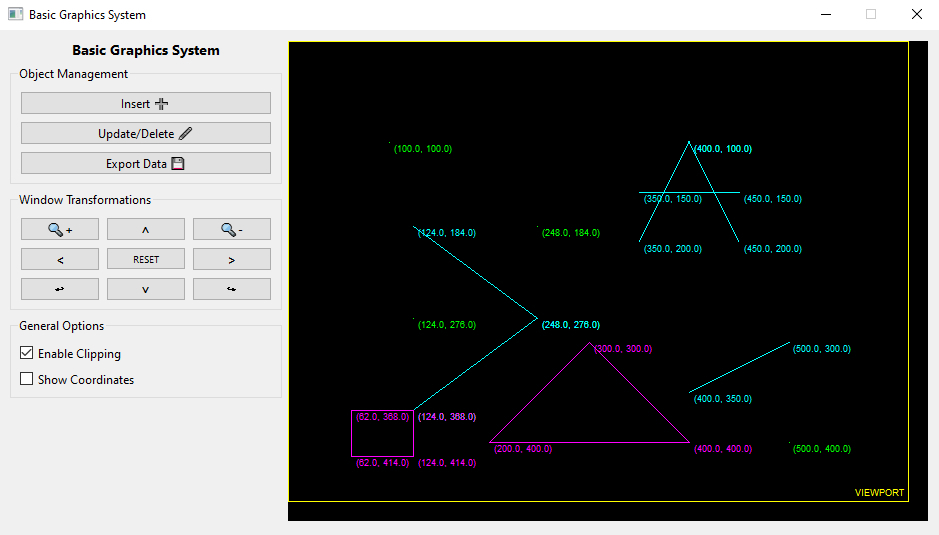 Basic Graphics System
Basic Graphics System
Object Management
Insert
Update/Delete
Export Data
Window Transformations
+
^
-
<
RESET
>
↩
v
↪
General Options
Enable Clipping
Show Coordinates
(100.0, 100.0)
(400.0, 100.0)
(350.0, 150.0)
(450.0, 150.0)
(124.0, 184.0)
(248.0, 184.0)
(350.0, 200.0)
(450.0, 200.0)
(124.0, 276.0)
(248.0, 276.0)
(300.0, 300.0)
(500.0, 300.0)
(400.0, 350.0)
(62.0, 368.0)
(124.0, 368.0)
(200.0, 400.0)
(400.0, 400.0)
(500.0, 400.0)
(62.0, 414.0)
(124.0, 414.0)
VIEWPORT